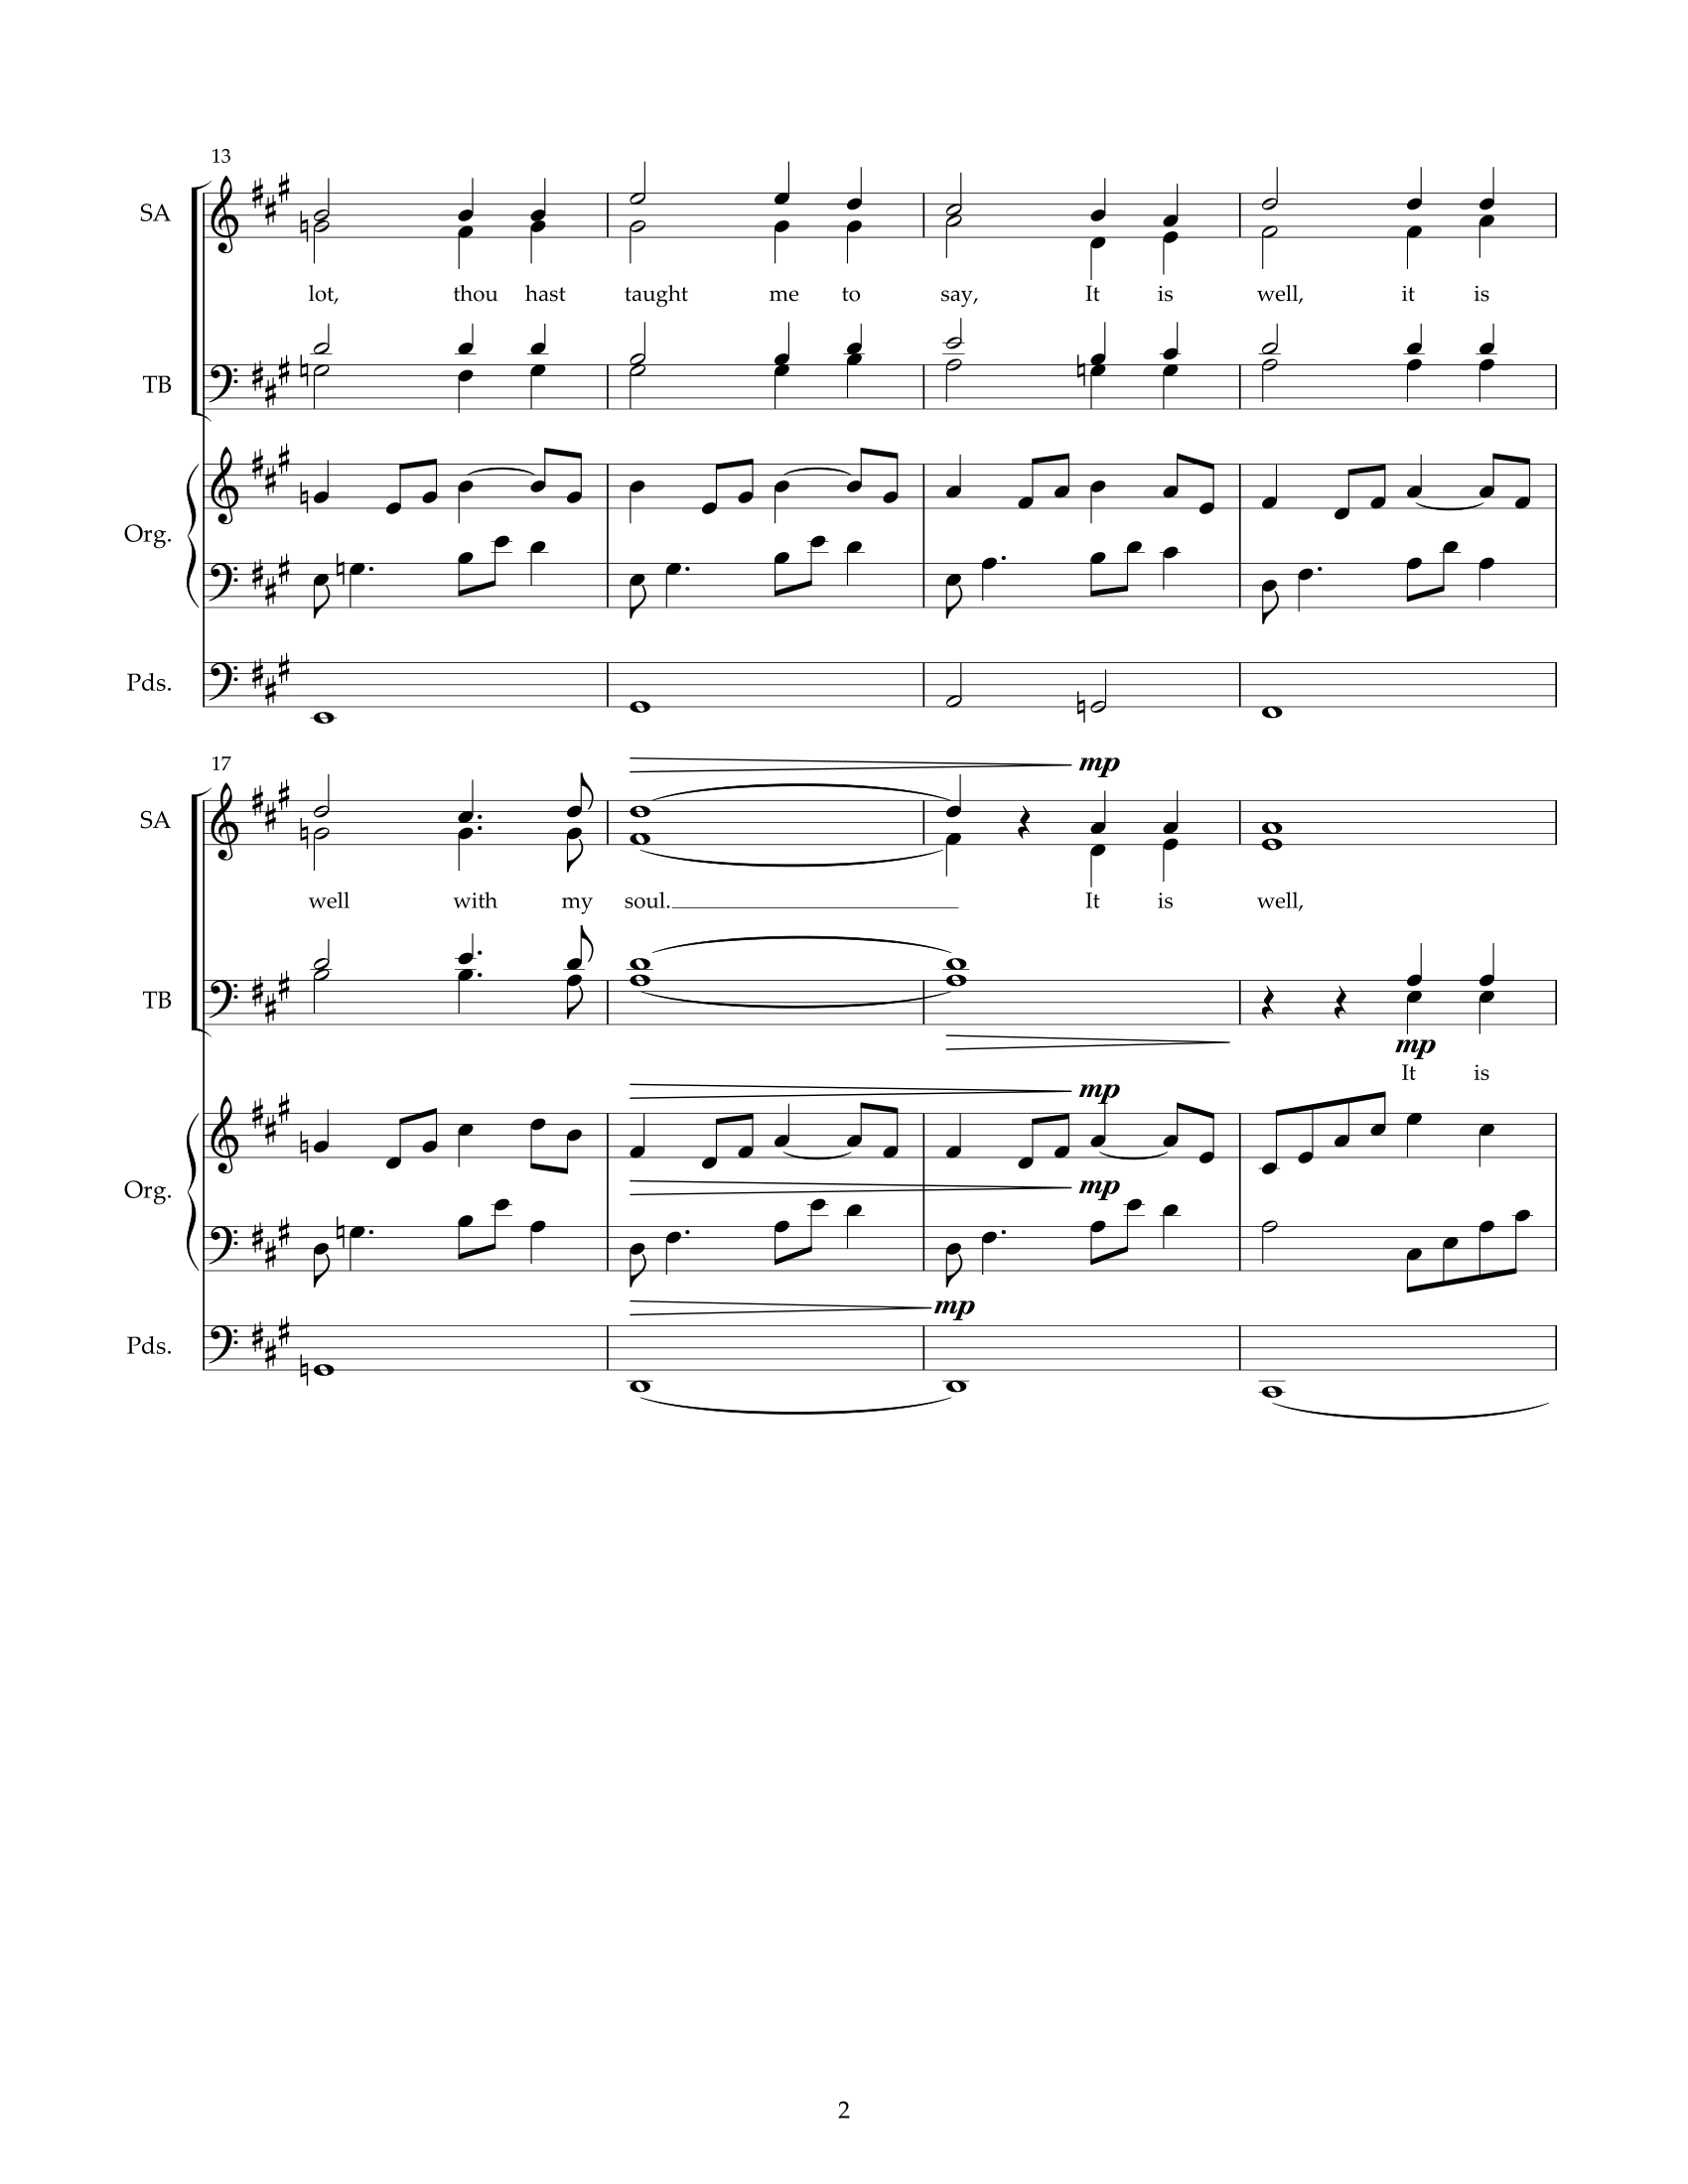 13
SA
lot, thou hast taught me to say, It is well, it is
TB
Org.
Pds.
17
mp
SA
well with my soul. It is well,
TB
mp
It is
mp
Org.
mp
mp
Pds.
2